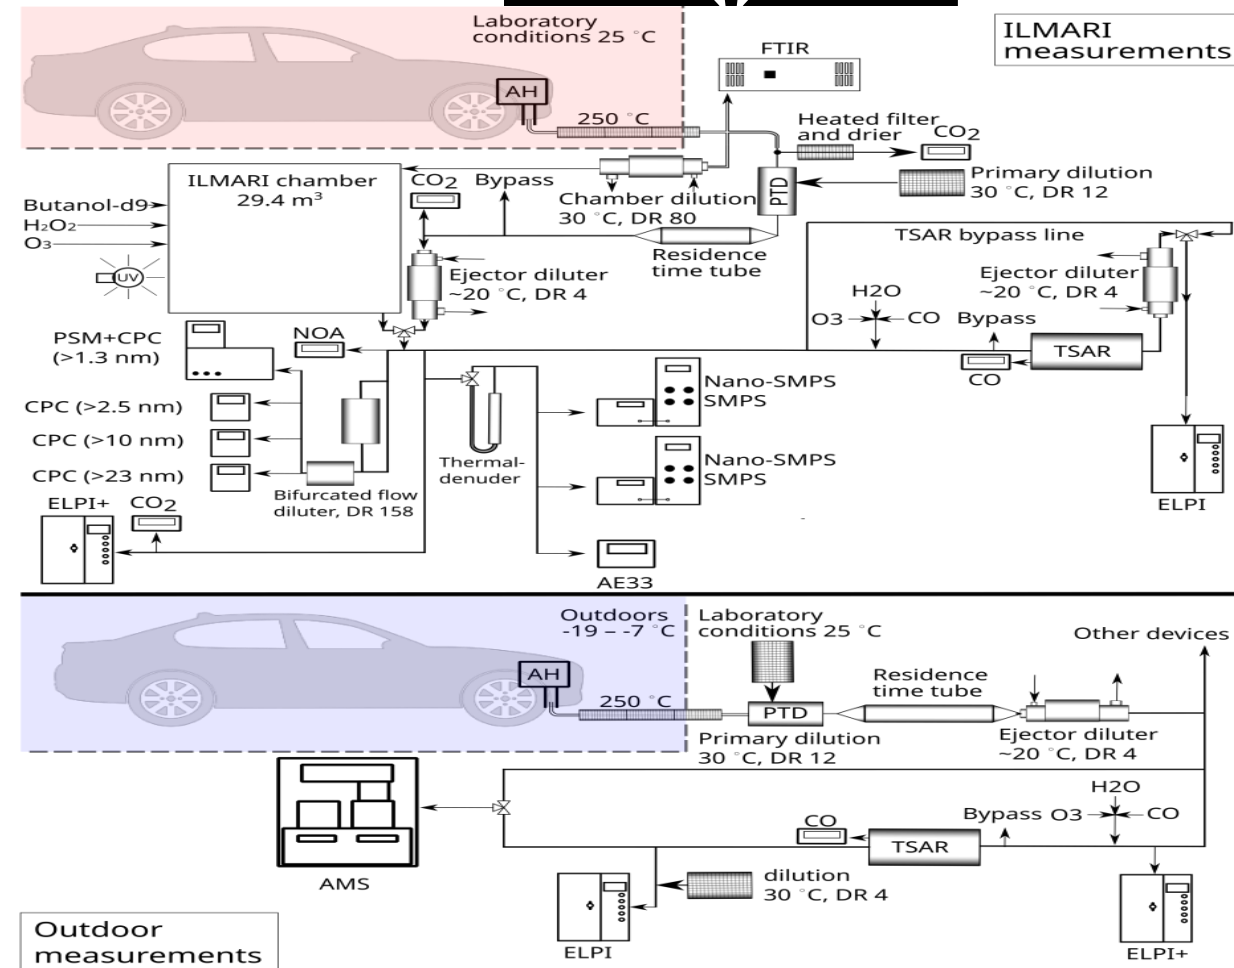 Laboratory
conditions 25 °C
ILMARI
measurements
FTIR
AH
250 °C
Heated filter
and drier
CO2
ILMARI chamber
29.4 m³
CO2
Bypass
Chamber dilution
30 °C, DR 80
PTD
Primary dilution
30 °C, DR 12
Butanol-d9
H2O2
O3
UV
Residence
time tube
TSAR bypass line
Ejector diluter
~20 °C, DR 4
Ejector diluter
~20 °C, DR 4
H2O
O3
CO
Bypass
TSAR
CO
PSM+CPC
(>1.3 nm)
NOA
CPC (>2.5 nm)
CPC (>10 nm)
CPC (>23 nm)
Nano-SMPS
SMPS
Thermal-
denuder
Nano-SMPS
SMPS
Bifurcated flow
diluter, DR 158
ELPI+
CO2
ELPI
AE33
Outdoors
-19 – -7 °C
Laboratory
conditions 25 °C
Other devices
AH
250 °C
PTD
Residence
time tube
Primary dilution
30 °C, DR 12
Ejector diluter
~20 °C, DR 4
H2O
Bypass
O3
CO
CO
TSAR
AMS
dilution
30 °C, DR 4
ELPI
ELPI+
Outdoor
measurements